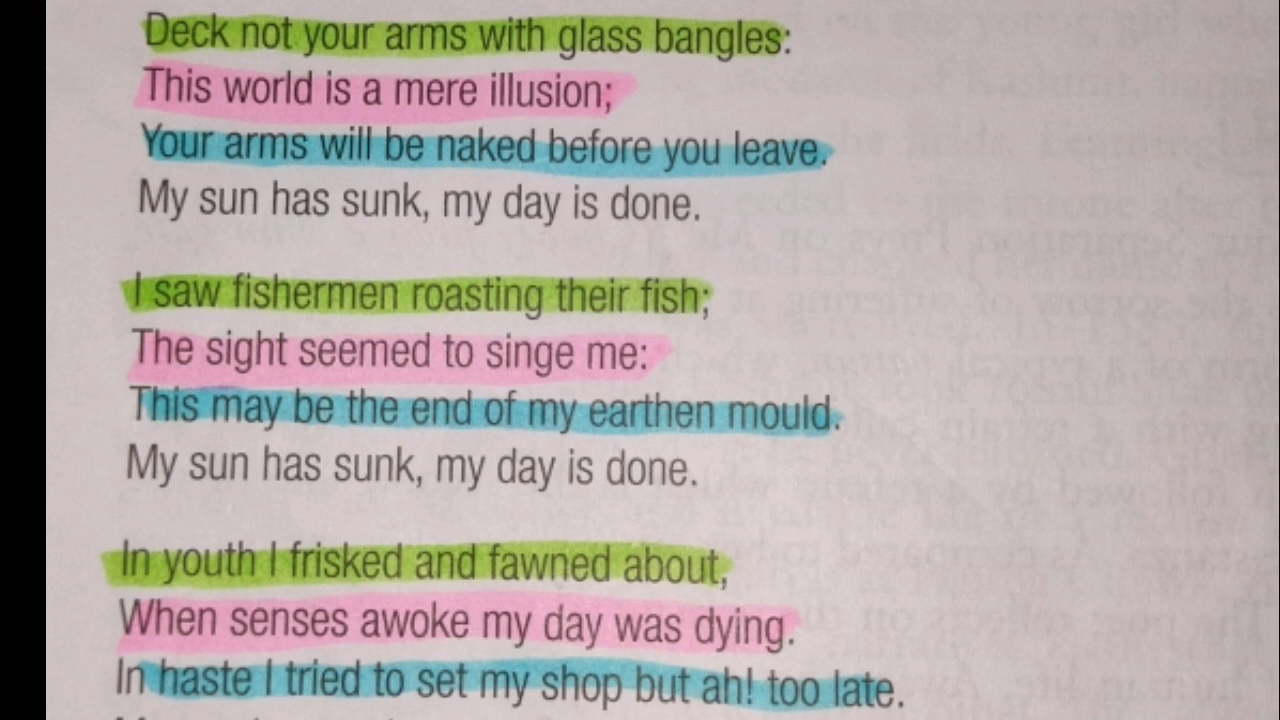 Deck not your arms with glass bangles:
This world is a mere illusion;
Your arms will be naked before you leave.
My sun has sunk, my day is done.
I saw fishermen roasting their fish;
The sight seemed to singe me:
This may be the end of my earthen mould.
My sun has sunk, my day is done.
In youth I frisked and fawned about,
When senses awoke my day was dying.
In haste I tried to set my shop but ah! too late.